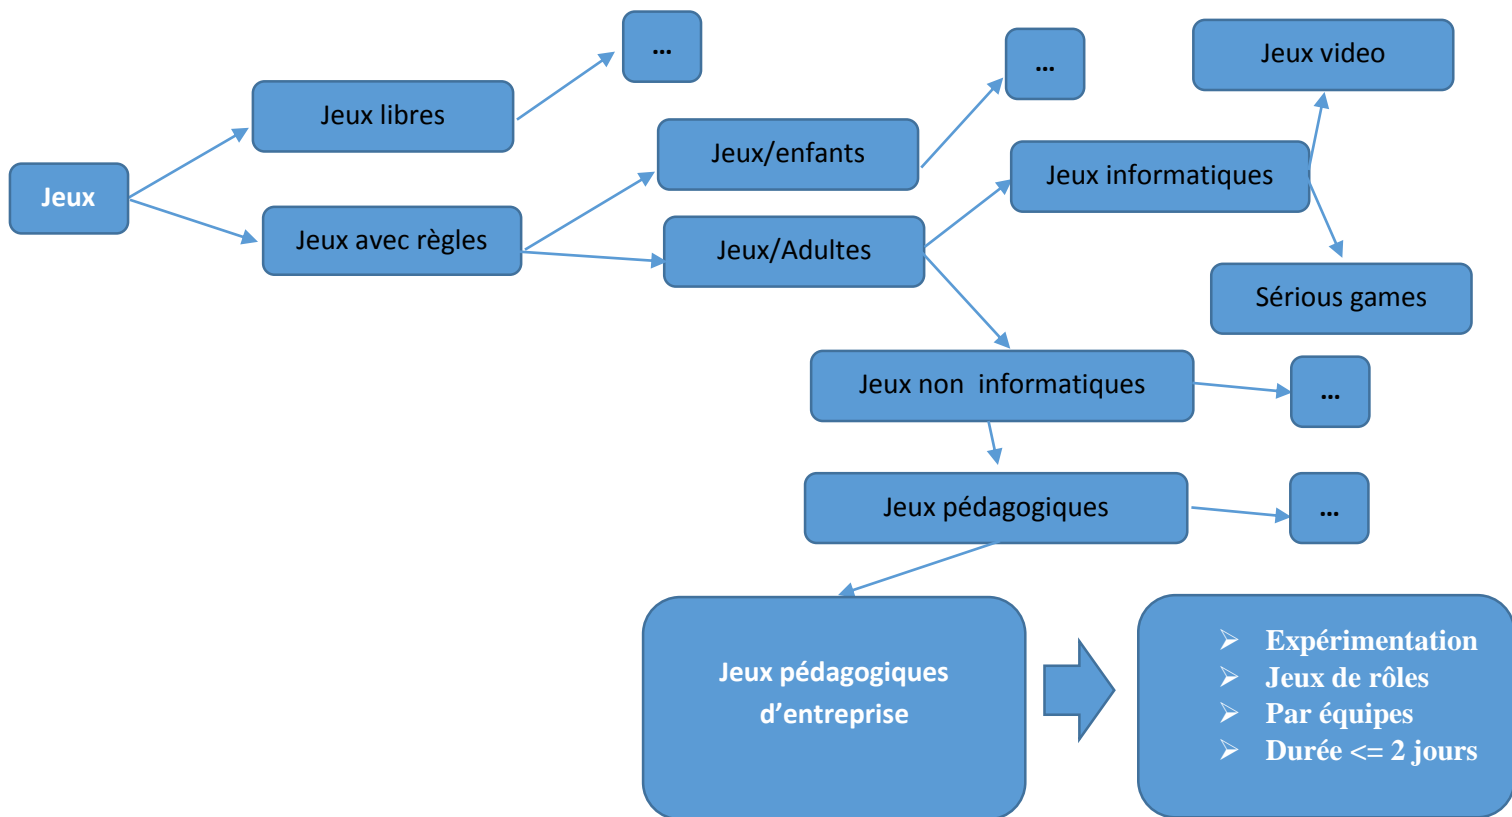 ...
...
Jeux video
Jeux libres
Jeux/enfants
Jeux informatiques
Jeux
Jeux avec règles
Jeux/Adultes
Sérious games
Jeux non  informatiques
...
Jeux pédagogiques
...
Jeux pédagogiques
d’entreprise
➢ Expérimentation
➢ Jeux de rôles
➢ Par équipes
➢ Durée <= 2 jours